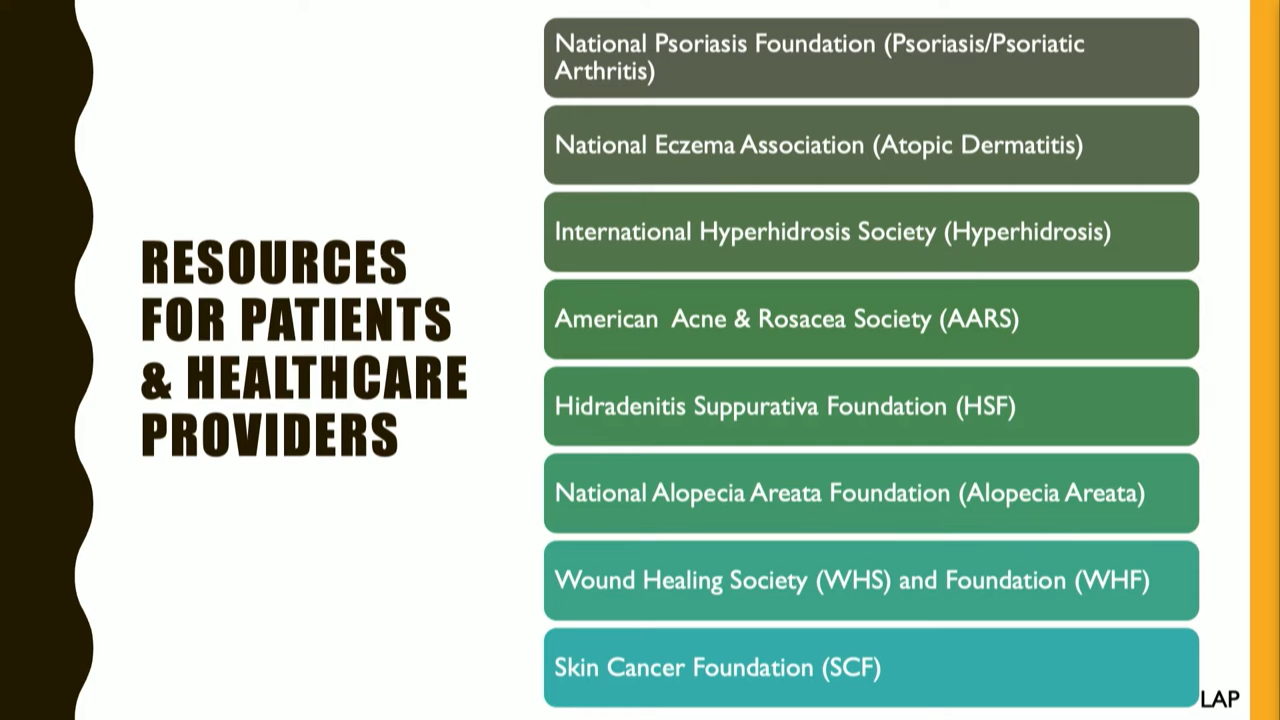 RESOURCES
FOR PATIENTS
& HEALTHCARE
PROVIDERS
National Psoriasis Foundation (Psoriasis/Psoriatic
Arthritis)
National Eczema Association (Atopic Dermatitis)
International Hyperhidrosis Society (Hyperhidrosis)
American Acne & Rosacea Society (AARS)
Hidradenitis Suppurativa Foundation (HSF)
National Alopecia Areata Foundation (Alopecia Areata)
Wound Healing Society (WHS) and Foundation (WHF)
Skin Cancer Foundation (SCF)
LAP